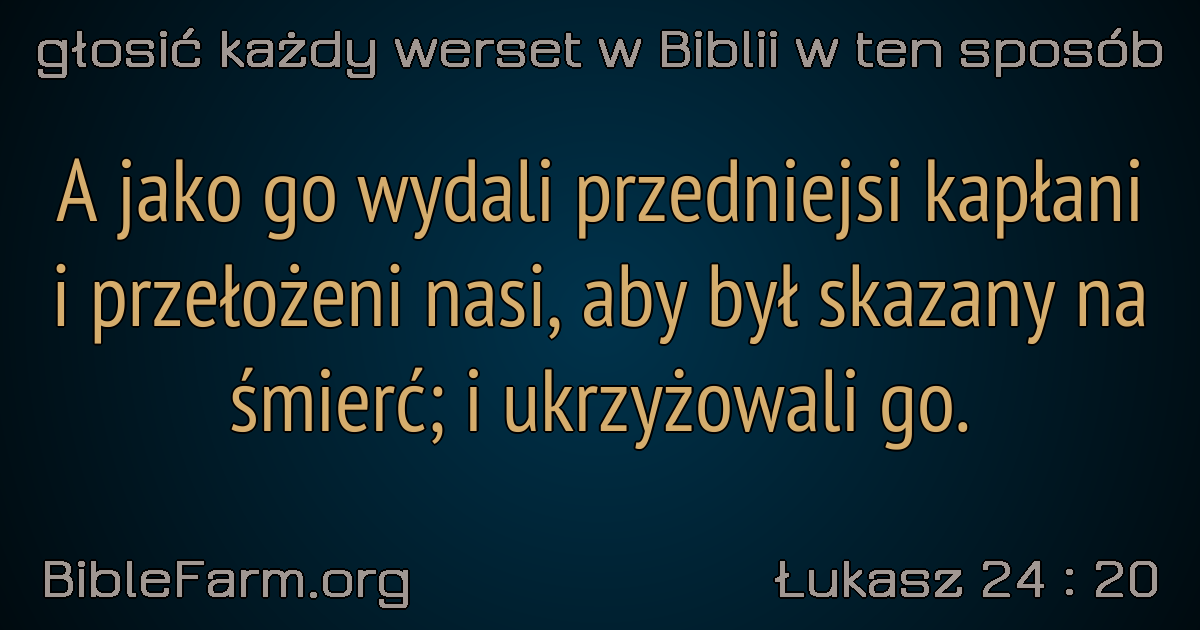 głosić każdy werset w Biblii w ten sposób
A jako go wydali przedniejsi kapłani
i przełożeni nasi, aby był skazany na
śmierć; i ukrzyżowali go.
BibleFarm.org
Łukasz 24 : 20